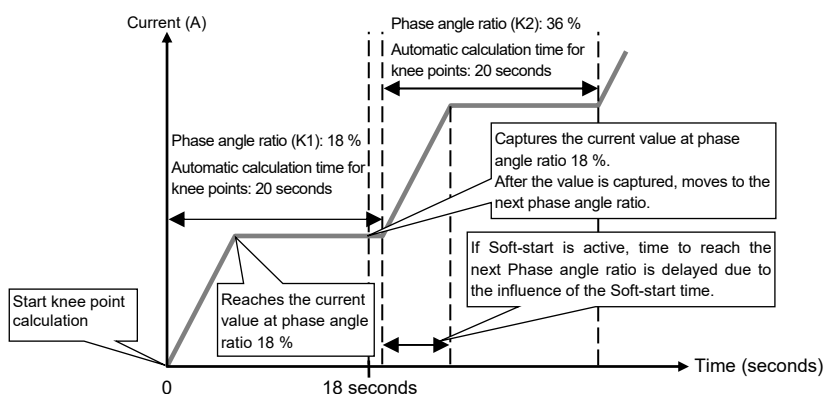 Current (A)
Phase angle ratio (K2): 36 %
Automatic calculation time for
knee points: 20 seconds
Phase angle ratio (K1): 18 %
Automatic calculation time for
knee points: 20 seconds
Captures the current value at phase
angle ratio 18 %.
After the value is captured, moves to the
next phase angle ratio.
If Soft-start is active, time to reach the
next Phase angle ratio is delayed due to
the influence of the Soft-start time.
Start knee point
calculation
Reaches the current
value at phase angle
ratio 18 %
Time (seconds)
0
18 seconds